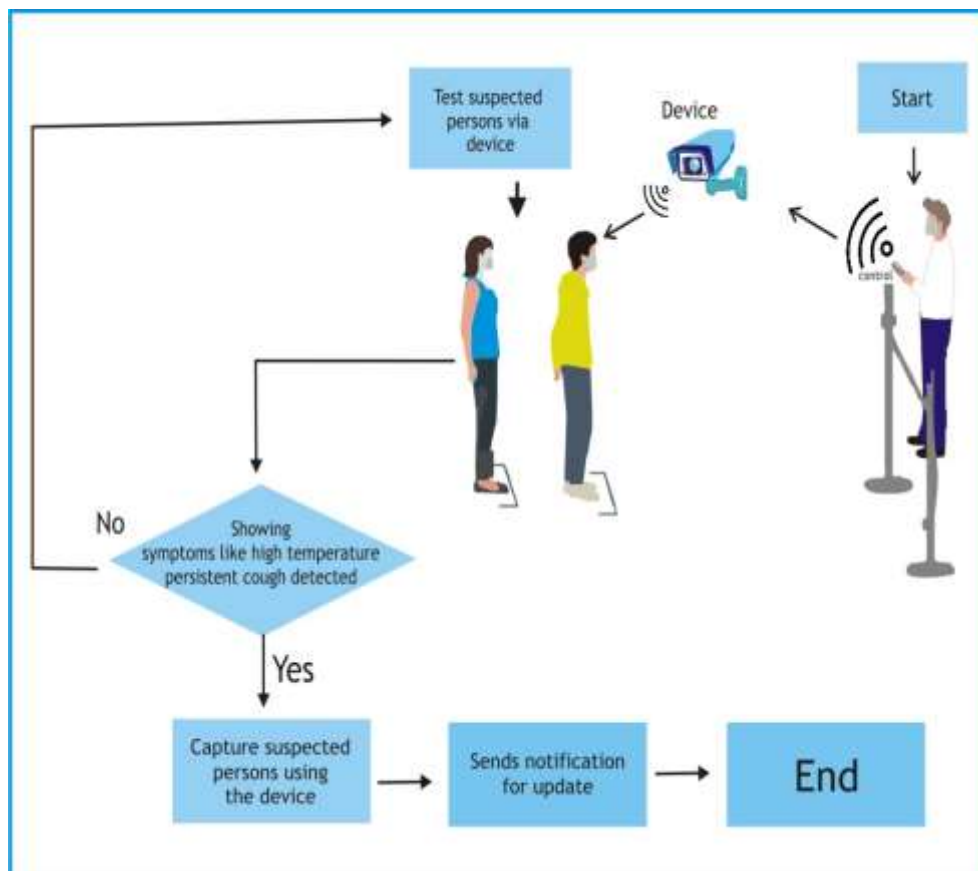 Test suspected
persons via
device
Device
Start
control
No
Showing
symptoms like high temperature
persistent cough detected
Yes
Capture suspected
persons using
the device
Sends notification
for update
End